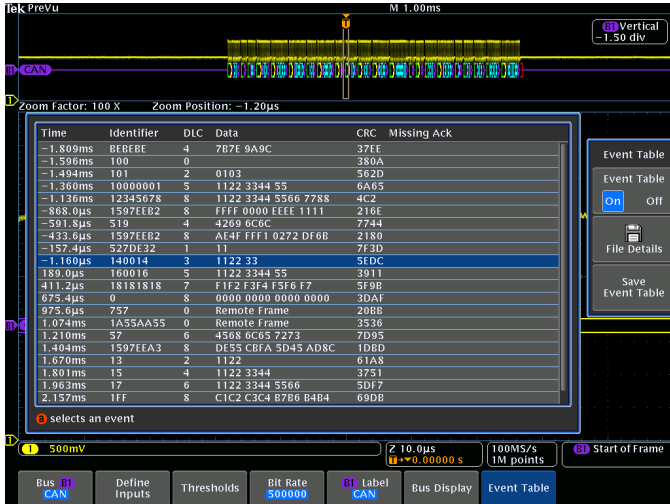 Tek PreVu M 1.00ms
T
B1 Vertical
-1.50 div
B1 CAN
1
Zoom Factor: 100 X Zoom Position: -1.20µs
Time Identifier DLC Data CRC Missing Ack
-1.809ms BEBEBE 4 7B7E 9A9C 37EE
-1.596ms 100 0 380A
-1.494ms 101 2 0103 562D
-1.360ms 10000001 5 1122 3344 55 6A65
-1.136ms 12345678 8 1122 3344 5566 7788 4C2
-868.0µs 1597EEB2 8 FFFF 0000 EEEE 1111 216E
-591.8µs 519 4 4269 6C6C 7744
-433.6µs 1597EEB2 8 AE4F FFF1 0272 DF6B 2180
-157.4µs 527DE32 1 11 7F3D
-1.160µs 140014 3 1122 33 5EDC
189.0µs 160016 5 1122 3344 55 3911
411.2µs 18181818 7 F1F2 F3F4 F5F6 F7 5F9B
675.4µs 0 8 0000 0000 0000 0000 3DAF
975.6µs 757 0 Remote Frame 20BB
1.074ms 1A55AA55 0 Remote Frame 3536
1.210ms 57 6 4568 6C65 7273 7D95
1.404ms 1597EEA3 8 DE55 CBFA 5D45 AD8C 1DBD
1.670ms 13 2 1122 61A8
1.801ms 15 4 1122 3344 3751
1.963ms 17 6 1122 3344 5566 5DF7
2.157ms 1FF 8 C1C2 C3C4 B7B6 B4B4 69DB
a selects an event
Event Table
Event Table
On Off
File Details
Save
Event Table
B1
1
1 500mV
Z 10.0µs
T→▼0.00000 s
100MS/s
1M points
B1 Start of Frame
Bus B1
CAN
Define
Inputs
Thresholds
Bit Rate
500000
B1 Label
CAN
Bus Display
Event Table